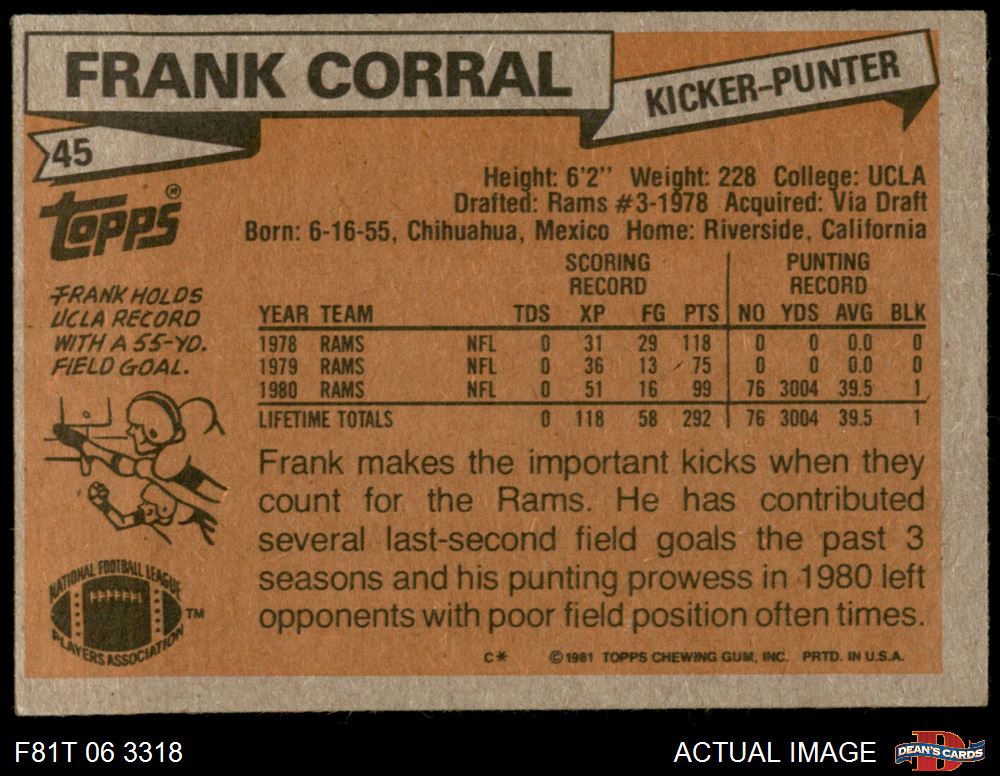 FRANK CORRAL
KICKER-PUNTER
45
Topps®
Height: 6'2" Weight: 228 College: UCLA
Drafted: Rams #3-1978 Acquired: Via Draft
Born: 6-16-55, Chihuahua, Mexico Home: Riverside, California
FRANK HOLDS
UCLA RECORD
WITH A 55-YD.
FIELD GOAL.
SCORING PUNTING
RECORD RECORD
YEAR TEAM TDS XP FG PTS NO YDS AVG BLK
1978 RAMS NFL 0 31 29 118 0 0 0.0 0
1979 RAMS NFL 0 36 13 75 0 0 0.0 0
1980 RAMS NFL 0 51 16 99 76 3004 39.5 1
LIFETIME TOTALS 0 118 58 292 76 3004 39.5 1
Frank makes the important kicks when they
count for the Rams. He has contributed
several last-second field goals the past 3
seasons and his punting prowess in 1980 left
opponents with poor field position often times.
NATIONAL FOOTBALL LEAGUE
PLAYERS ASSOCIATION
TM
C* ©1981 TOPPS CHEWING GUM, INC. PRTD. IN U.S.A.
F81T 06 3318
ACTUAL IMAGE
D
DEAN'S CARDS